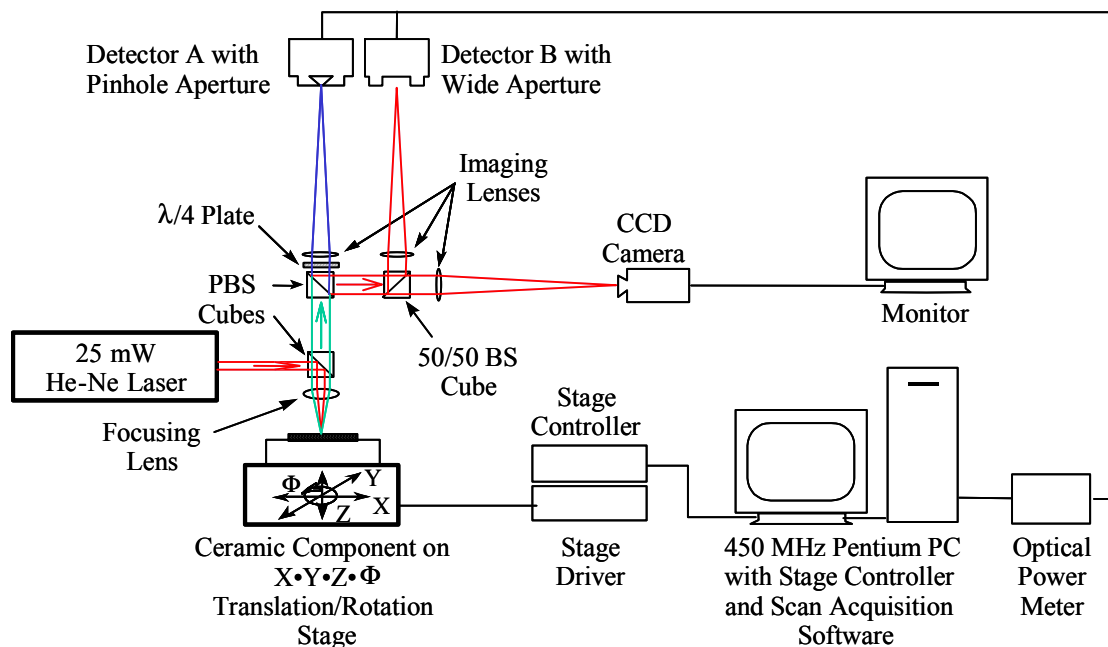 Detector A with
Pinhole Aperture
Detector B with
Wide Aperture
Imaging
Lenses
λ/4 Plate
CCD
Camera
PBS
Cubes
Monitor
25 mW
He-Ne Laser
50/50 BS
Cube
Focusing
Lens
Stage
Controller
Φ
Y
X
Z
Ceramic Component on
X•Y•Z•Φ
Translation/Rotation
Stage
Stage
Driver
450 MHz Pentium PC
with Stage Controller
and Scan Acquisition
Software
Optical
Power
Meter